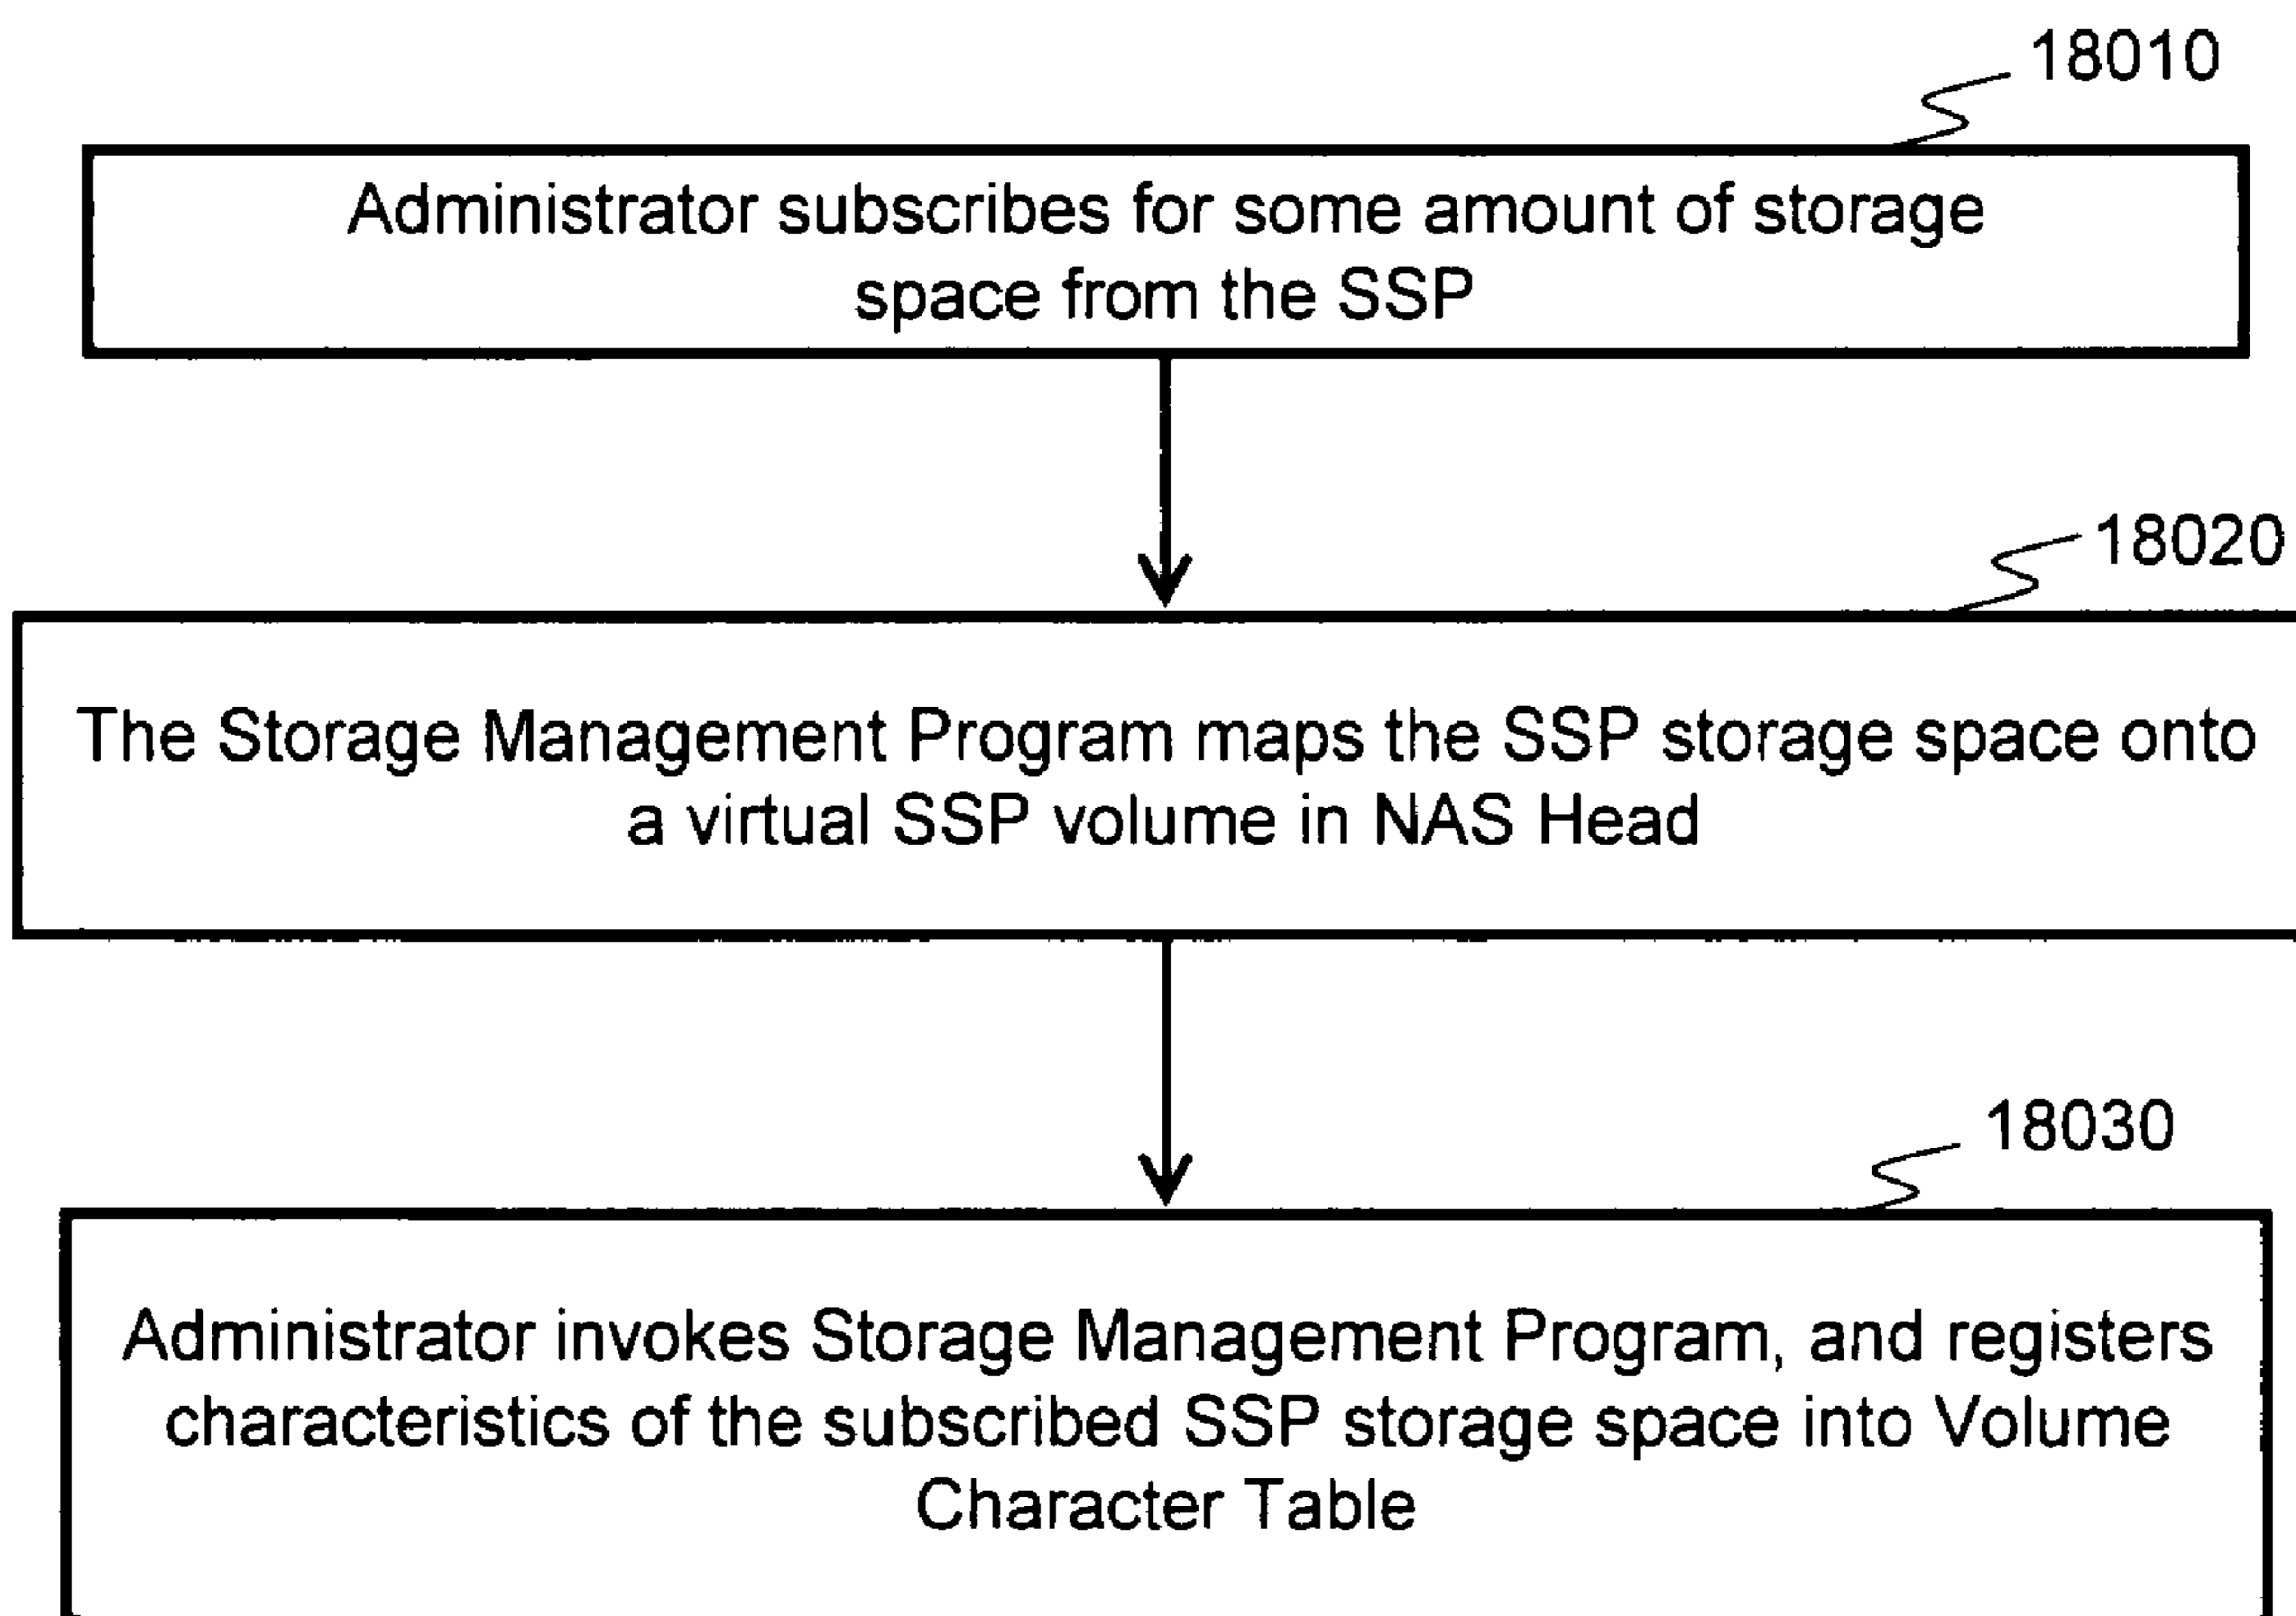 18010
Administrator subscribes for some amount of storage
space from the SSP
18020
The Storage Management Program maps the SSP storage space onto
a virtual SSP volume in NAS Head
18030
Administrator invokes Storage Management Program, and registers
characteristics of the subscribed SSP storage space into Volume
Character Table